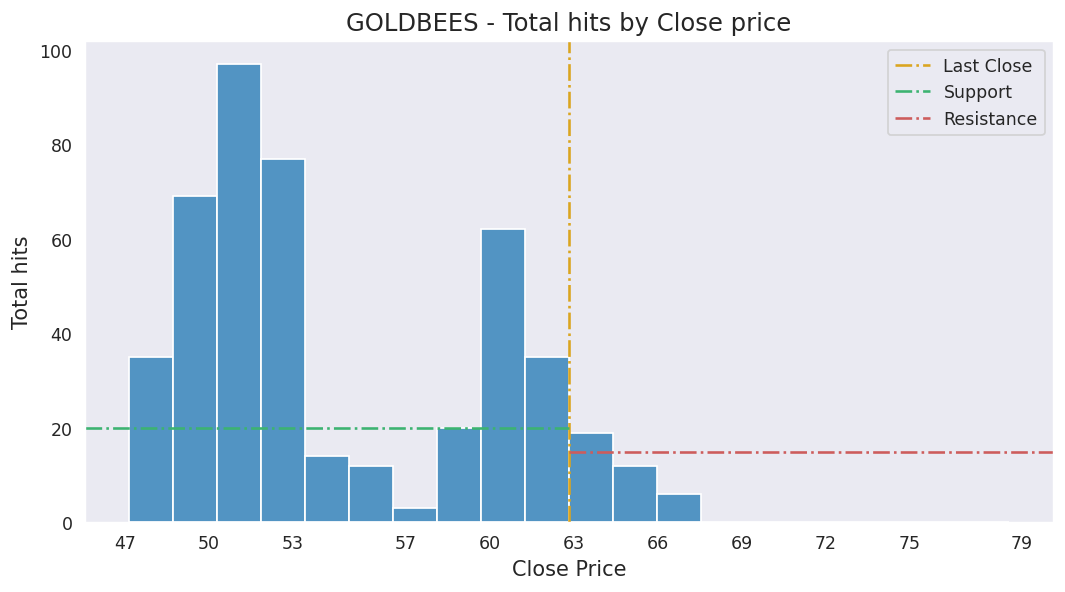 GOLDBEES - Total hits by Close price
100
80
60
40
20
0
Total hits
Last Close
Support
Resistance
47 50 53 57 60 63 66 69 72 75 79
Close Price